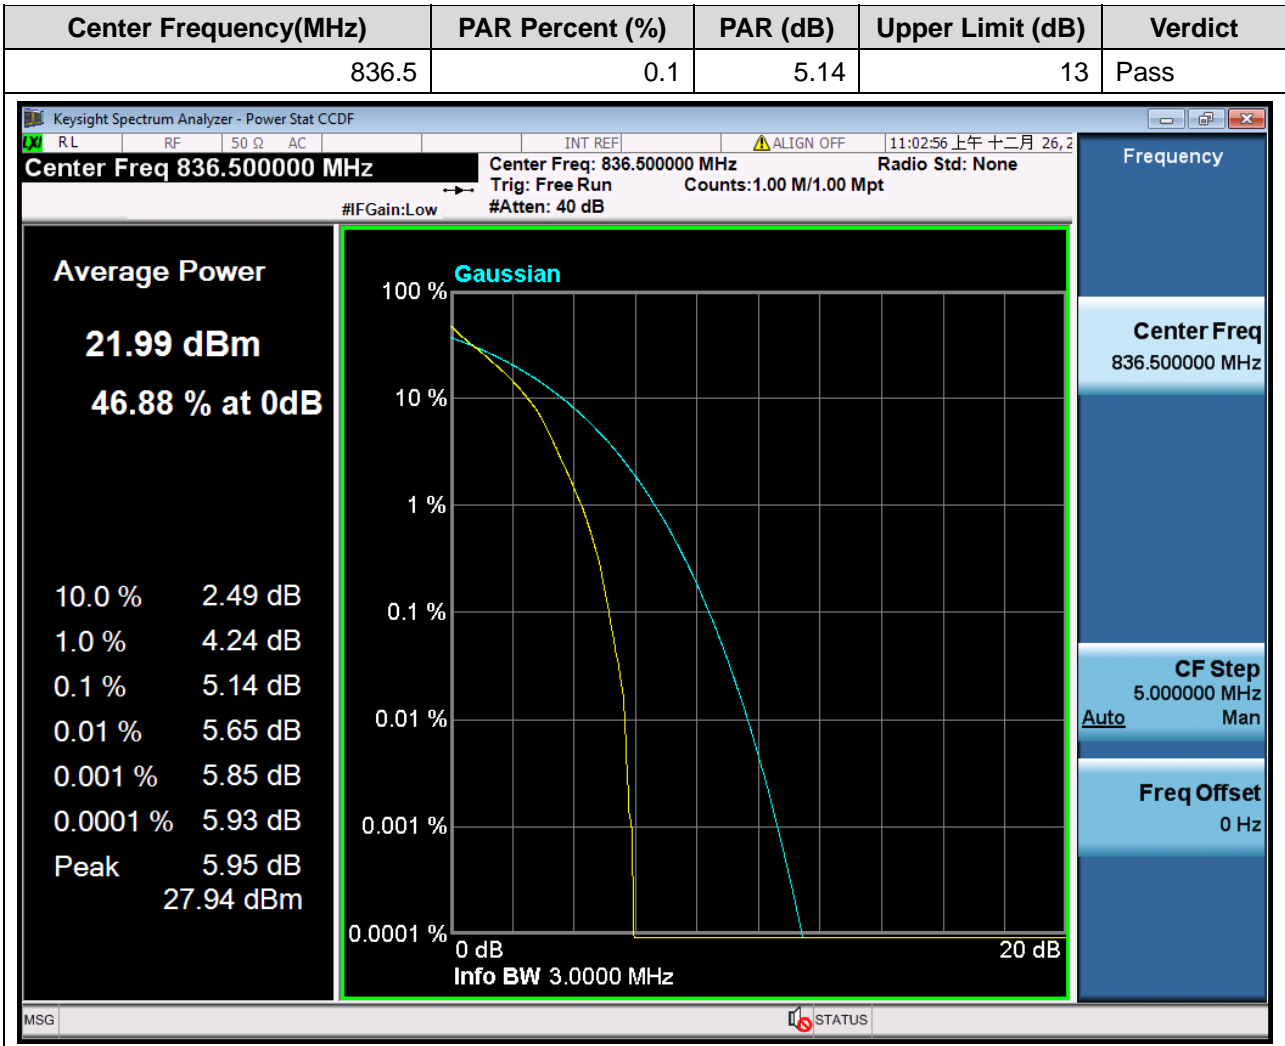 Center Frequency(MHz) PAR Percent (%) PAR (dB) Upper Limit (dB) Verdict
836.5 0.1 5.14 13 Pass
Keysight Spectrum Analyzer - Power Stat CCDF
LXI RL RF 50 Ω AC INT REF ALIGN OFF 11:02:56 上午 十二月 26, 2
Center Freq 836.500000 MHz
Center Freq: 836.500000 MHz Radio Std: None
Trig: Free Run Counts:1.00 M/1.00 Mpt
#IFGain:Low #Atten: 40 dB
Frequency
Average Power
21.99 dBm
46.88 % at 0dB
10.0 % 2.49 dB
1.0 % 4.24 dB
0.1 % 5.14 dB
0.01 % 5.65 dB
0.001 % 5.85 dB
0.0001 % 5.93 dB
Peak 5.95 dB
27.94 dBm
Gaussian
100 %
10 %
1 %
0.1 %
0.01 %
0.001 %
0.0001 %
0 dB 20 dB
Info BW 3.0000 MHz
Center Freq
836.500000 MHz
CF Step
5.000000 MHz
Auto Man
Freq Offset
0 Hz
MSG STATUS